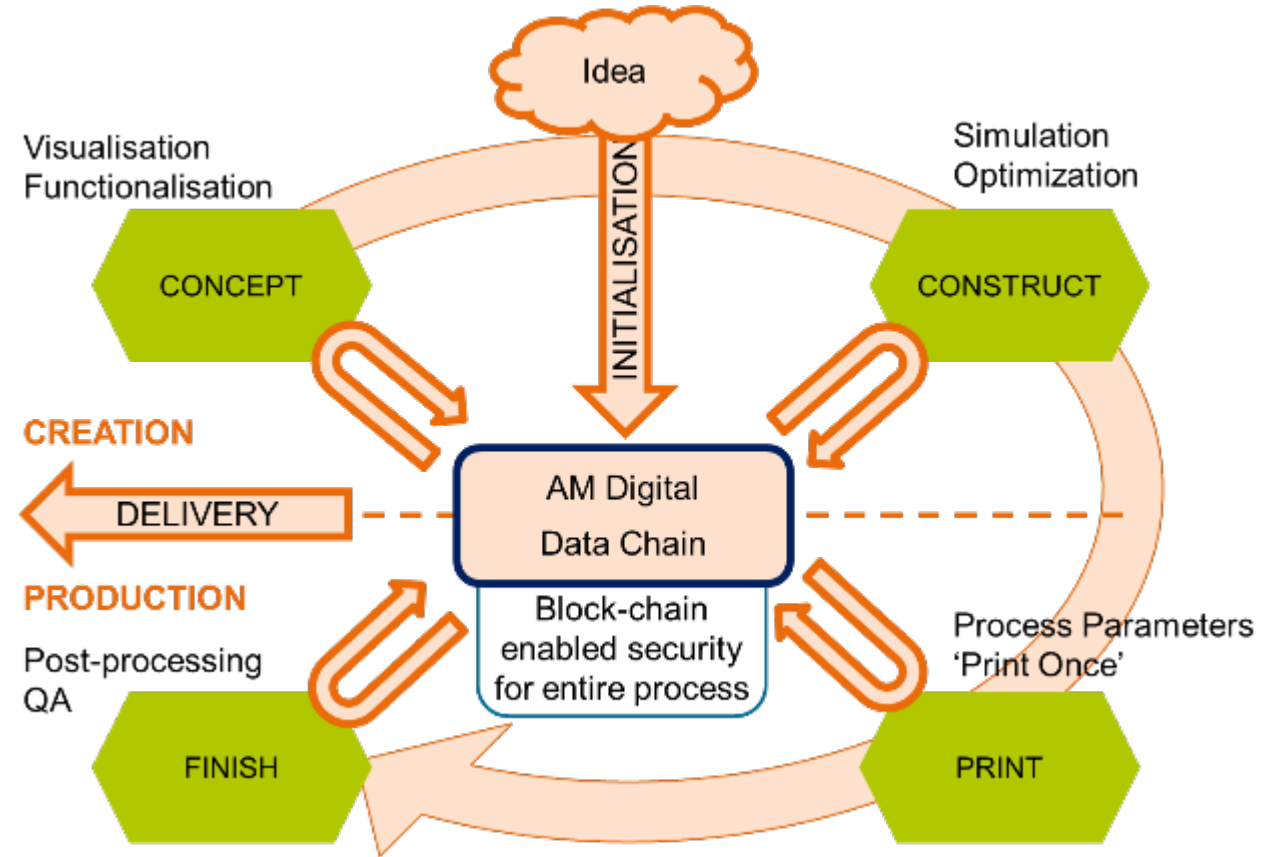 Idea
Visualisation
Functionalisation
Simulation
Optimization
INITIALISATION
CONCEPT
CONSTRUCT
CREATION
DELIVERY
PRODUCTION
AM Digital
Data Chain
Block-chain
enabled security
for entire process
Post-processing
QA
Process Parameters
‘Print Once’
FINISH
PRINT